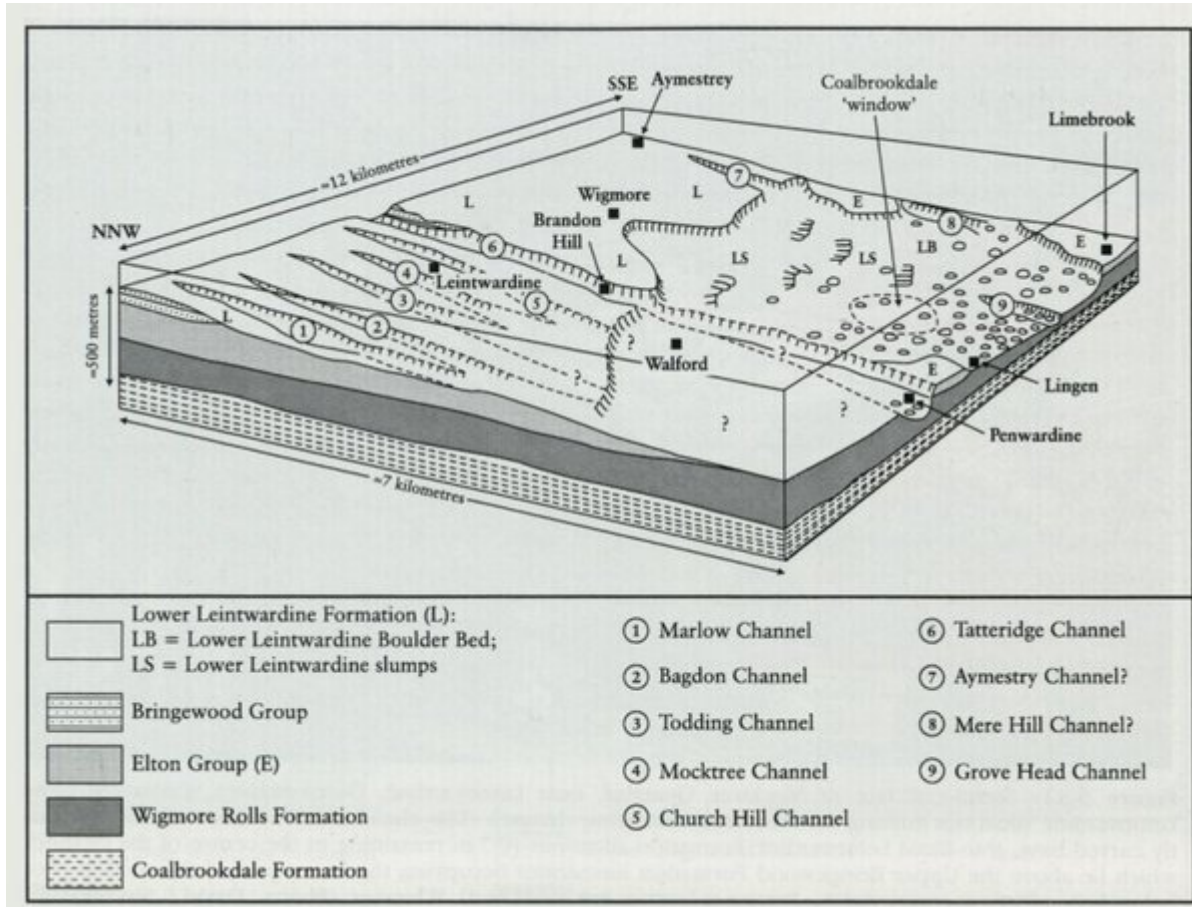 SSE
Aymestrey
Coalbrookdale
'window'
Limebrook
≈12 kilometres
7
L
L
Wigmore
E
NNW
Brandon
Hill
8
L
6
LB
E
L
LS
LS
4
Leintwardine
9
3
5
L
1
2
?
≈500 metres
?
Walford
E
Lingen
?
?
?
Penwardine
≈7 kilometres
Lower Leintwardine Formation (L):
LB = Lower Leintwardine Boulder Bed;
LS = Lower Leintwardine slumps
Bringewood Group
Elton Group (E)
Wigmore Rolls Formation
Coalbrookdale Formation
1 Marlow Channel
2 Bagdon Channel
3 Todding Channel
4 Mocktree Channel
5 Church Hill Channel
6 Tatteridge Channel
7 Aymestry Channel?
8 Mere Hill Channel?
9 Grove Head Channel